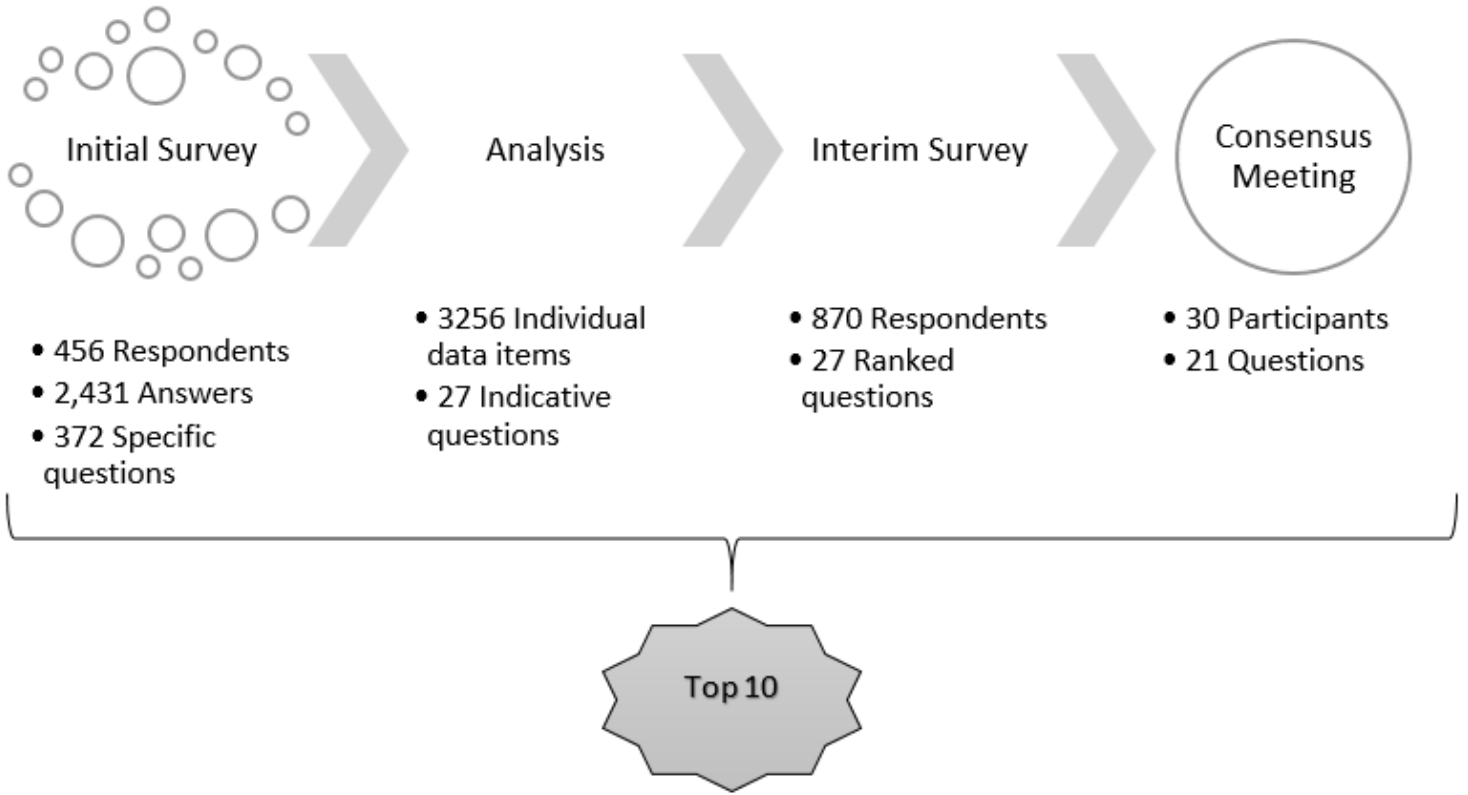 Initial Survey
Analysis
Interim Survey
Consensus
Meeting
• 456 Respondents
• 2,431 Answers
• 372 Specific
questions
• 3256 Individual
data items
• 27 Indicative
questions
• 870 Respondents
• 27 Ranked
questions
• 30 Participants
• 21 Questions
Top 10